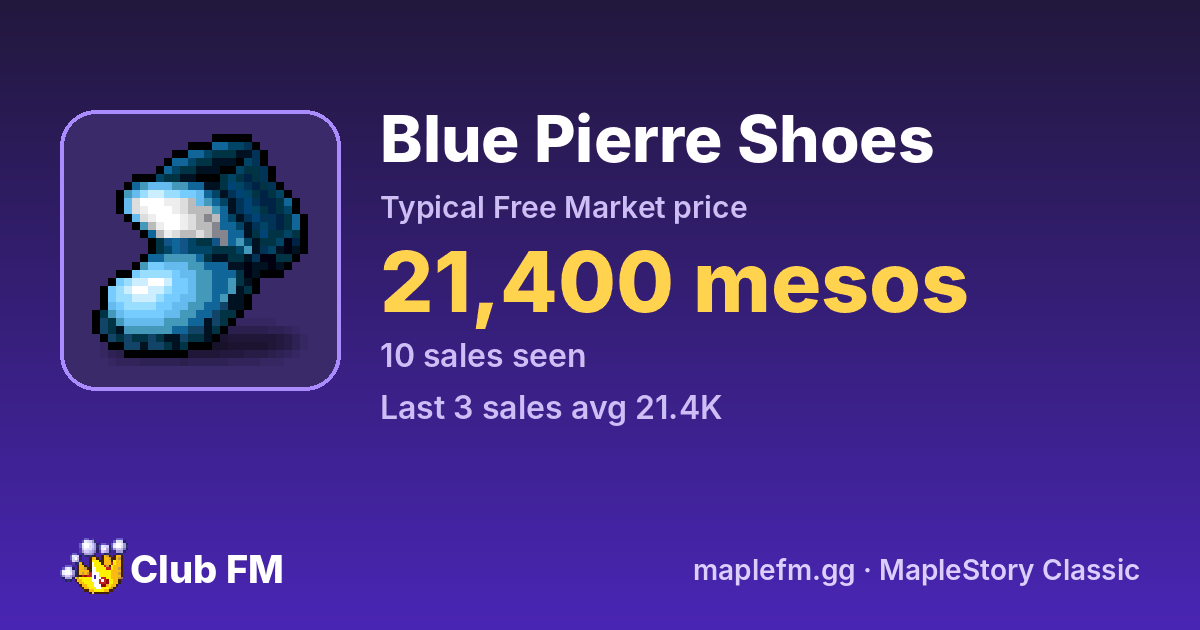 Blue Pierre Shoes
Typical Free Market price
21,400 mesos
10 sales seen
Last 3 sales avg 21.4K
Club FM
maplefm.gg · MapleStory Classic